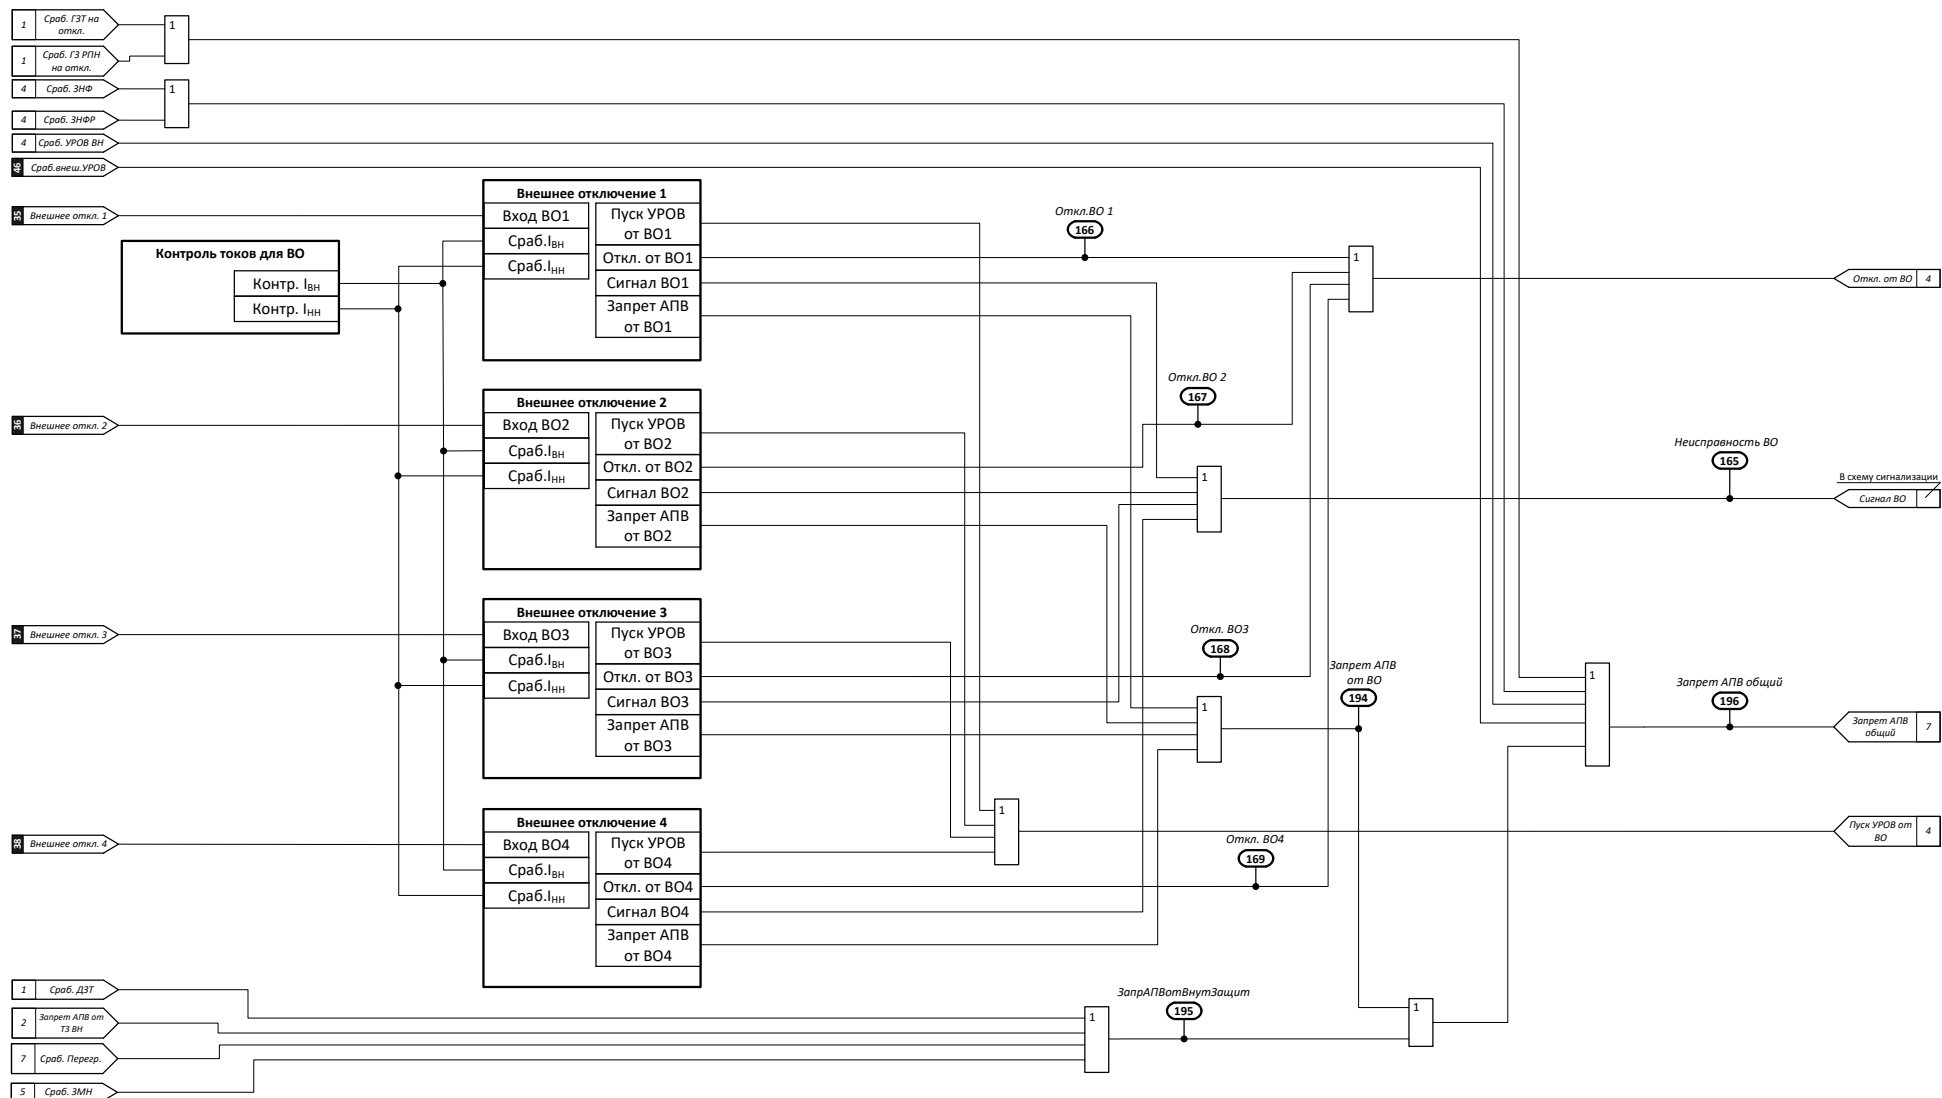 1 Сраб. ГЗТ на
откл.
1
1 Сраб. ГЗ РПН
на откл.
4 Сраб. ЗНФ
1
4 Сраб. ЗНФР
4 Сраб. УРОВ ВН
46 Сраб.внеш.УРОВ
35 Внешнее откл. 1
Контроль токов для ВО
Контр. IВН
Контр. IНН
Внешнее отключение 1
Вход ВО1
Сраб.IВН
Сраб.IНН
Пуск УРОВ
от ВО1
Откл. от ВО1
Сигнал ВО1
Запрет АПВ
от ВО1
Откл.ВО 1
166
1
Откл. от ВО 4
36 Внешнее откл. 2
Внешнее отключение 2
Вход ВО2
Сраб.IВН
Сраб.IНН
Пуск УРОВ
от ВО2
Откл. от ВО2
Сигнал ВО2
Запрет АПВ
от ВО2
Откл.ВО 2
167
1
Неисправность ВО
165
В схему сигнализации
Сигнал ВО
37 Внешнее откл. 3
Внешнее отключение 3
Вход ВО3
Сраб.IВН
Сраб.IНН
Пуск УРОВ
от ВО3
Откл. от ВО3
Сигнал ВО3
Запрет АПВ
от ВО3
Откл. ВО3
168
1
Запрет АПВ
от ВО
194
1
Запрет АПВ общий
196
Запрет АПВ
общий
7
38 Внешнее откл. 4
Внешнее отключение 4
Вход ВО4
Сраб.IВН
Сраб.IНН
Пуск УРОВ
от ВО4
Откл. от ВО4
Сигнал ВО4
Запрет АПВ
от ВО4
1
Откл. ВО4
169
Пуск УРОВ от
ВО
4
1 Сраб. ДЗТ
2 Запрет АПВ от
ТЗ ВН
7 Сраб. Перегр.
5 Сраб. ЗМН
1
ЗапрАПВотВнутЗащит
195
1